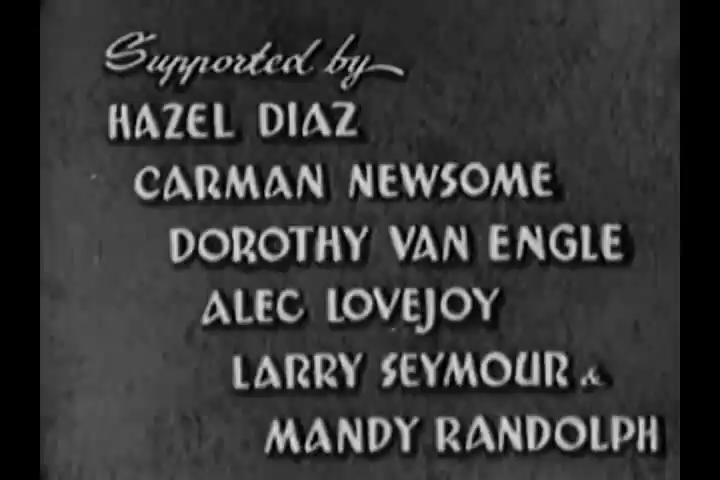 Supported by
HAZEL DIAZ
CARMAN NEWSOME
DOROTHY VAN ENGLE
ALEC LOVEJOY
LARRY SEYMOUR &
MANDY RANDOLPH